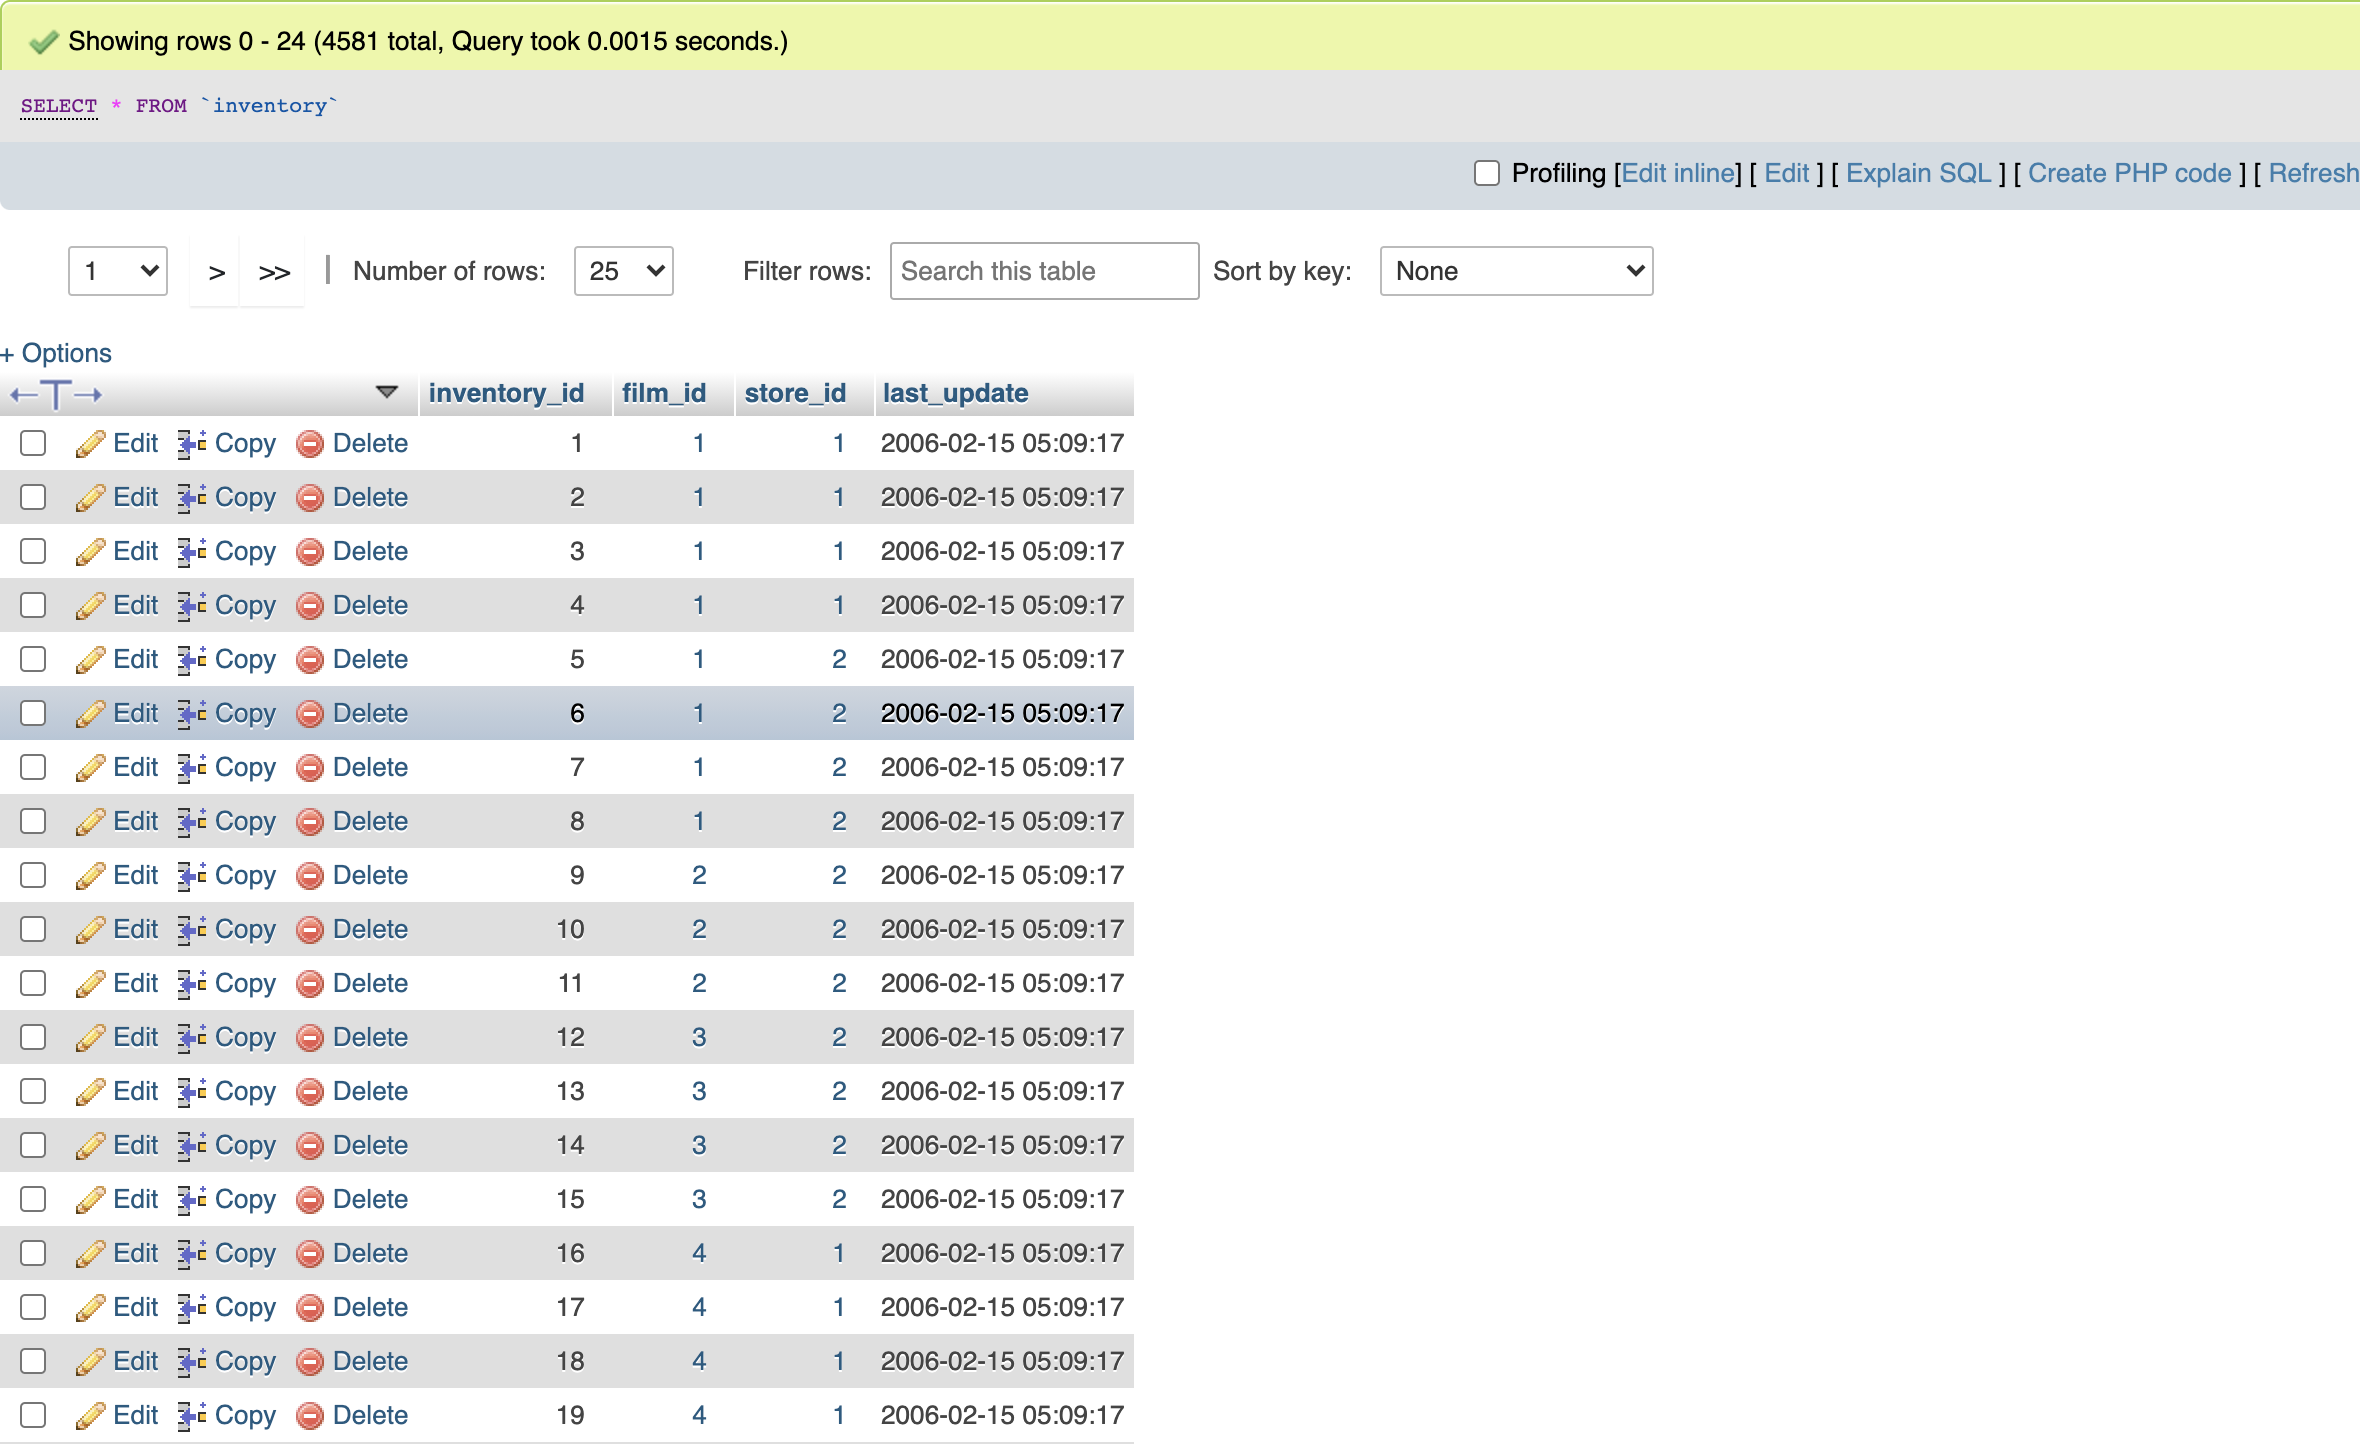 Showing rows 0 - 24 (4581 total, Query took 0.0015 seconds.)
SELECT * FROM `inventory`
Profiling [Edit inline] [ Edit ] [ Explain SQL ] [ Create PHP code ] [ Refresh
1 > >> | Number of rows: 25 Filter rows: Search this table Sort by key: None
+ Options
←T→ inventory_id film_id store_id last_update
Edit Copy Delete 1 1 1 2006-02-15 05:09:17
Edit Copy Delete 2 1 1 2006-02-15 05:09:17
Edit Copy Delete 3 1 1 2006-02-15 05:09:17
Edit Copy Delete 4 1 1 2006-02-15 05:09:17
Edit Copy Delete 5 1 2 2006-02-15 05:09:17
Edit Copy Delete 6 1 2 2006-02-15 05:09:17
Edit Copy Delete 7 1 2 2006-02-15 05:09:17
Edit Copy Delete 8 1 2 2006-02-15 05:09:17
Edit Copy Delete 9 2 2 2006-02-15 05:09:17
Edit Copy Delete 10 2 2 2006-02-15 05:09:17
Edit Copy Delete 11 2 2 2006-02-15 05:09:17
Edit Copy Delete 12 3 2 2006-02-15 05:09:17
Edit Copy Delete 13 3 2 2006-02-15 05:09:17
Edit Copy Delete 14 3 2 2006-02-15 05:09:17
Edit Copy Delete 15 3 2 2006-02-15 05:09:17
Edit Copy Delete 16 4 1 2006-02-15 05:09:17
Edit Copy Delete 17 4 1 2006-02-15 05:09:17
Edit Copy Delete 18 4 1 2006-02-15 05:09:17
Edit Copy Delete 19 4 1 2006-02-15 05:09:17